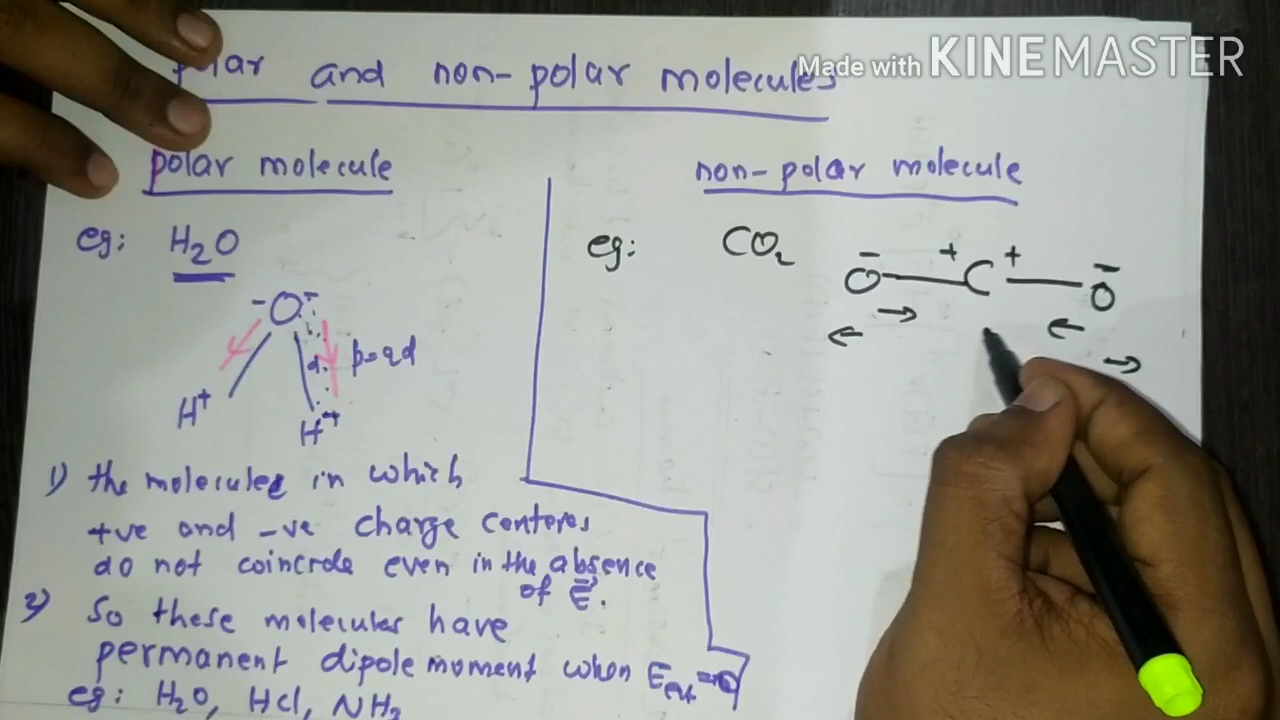 polar and non-polar molecules
Made with KINEMASTER
polar molecule
eg: H₂O
⁻O⁻
H⁺
H⁺
d
p=qd
1) the molecules in which
+ve and -ve charge centeres
do not coincide even in the absence
of E⃗.
2) So these molecules have
permanent dipole moment when Eext=0
eg: H₂O, HCl, NH₃
non-polar molecule
eg: CO₂
O⁻ — ⁺C⁺ — O⁻